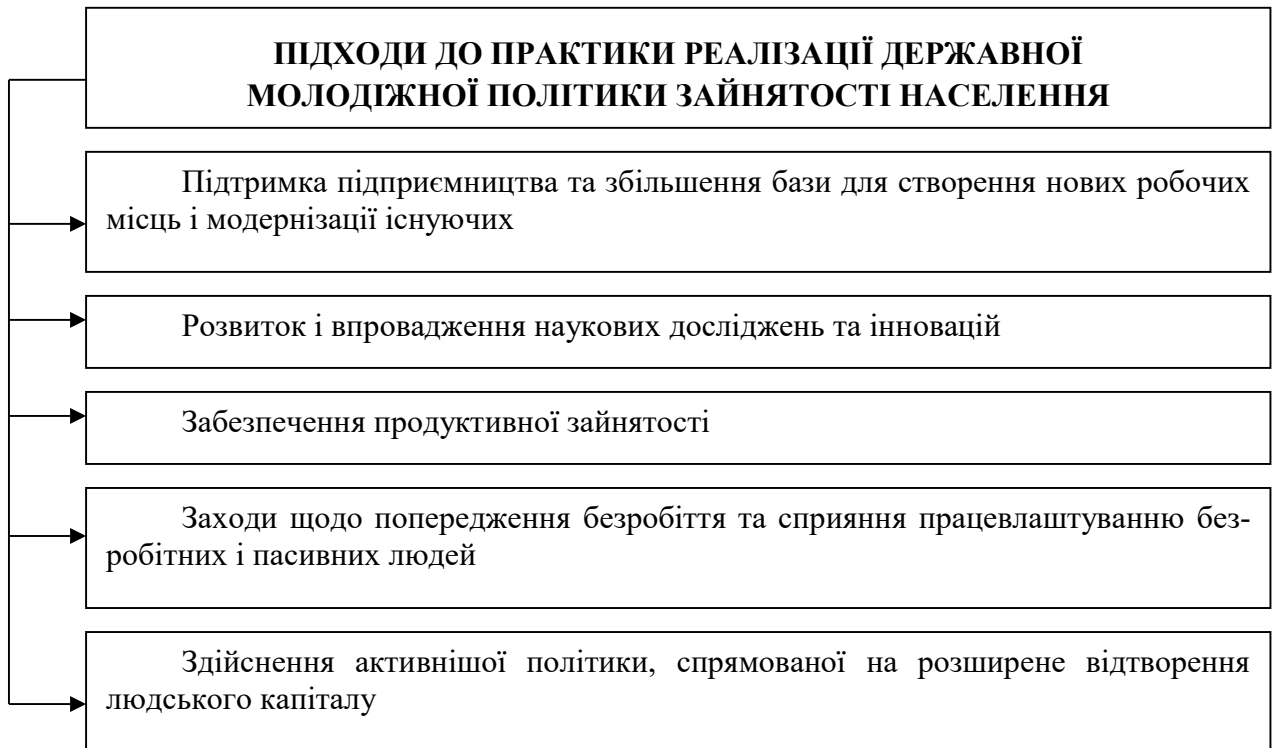 ПІДХОДИ ДО ПРАКТИКИ РЕАЛІЗАЦІЇ ДЕРЖАВНОЇ
МОЛОДІЖНОЇ ПОЛІТИКИ ЗАЙНЯТОСТІ НАСЕЛЕННЯ
Підтримка підприємництва та збільшення бази для створення нових робочих
місць і модернізації існуючих
Розвиток і впровадження наукових досліджень та інновацій
Забезпечення продуктивної зайнятості
Заходи щодо попередження безробіття та сприяння працевлаштуванню без-
робітних і пасивних людей
Здійснення активнішої політики, спрямованої на розширене відтворення
людського капіталу